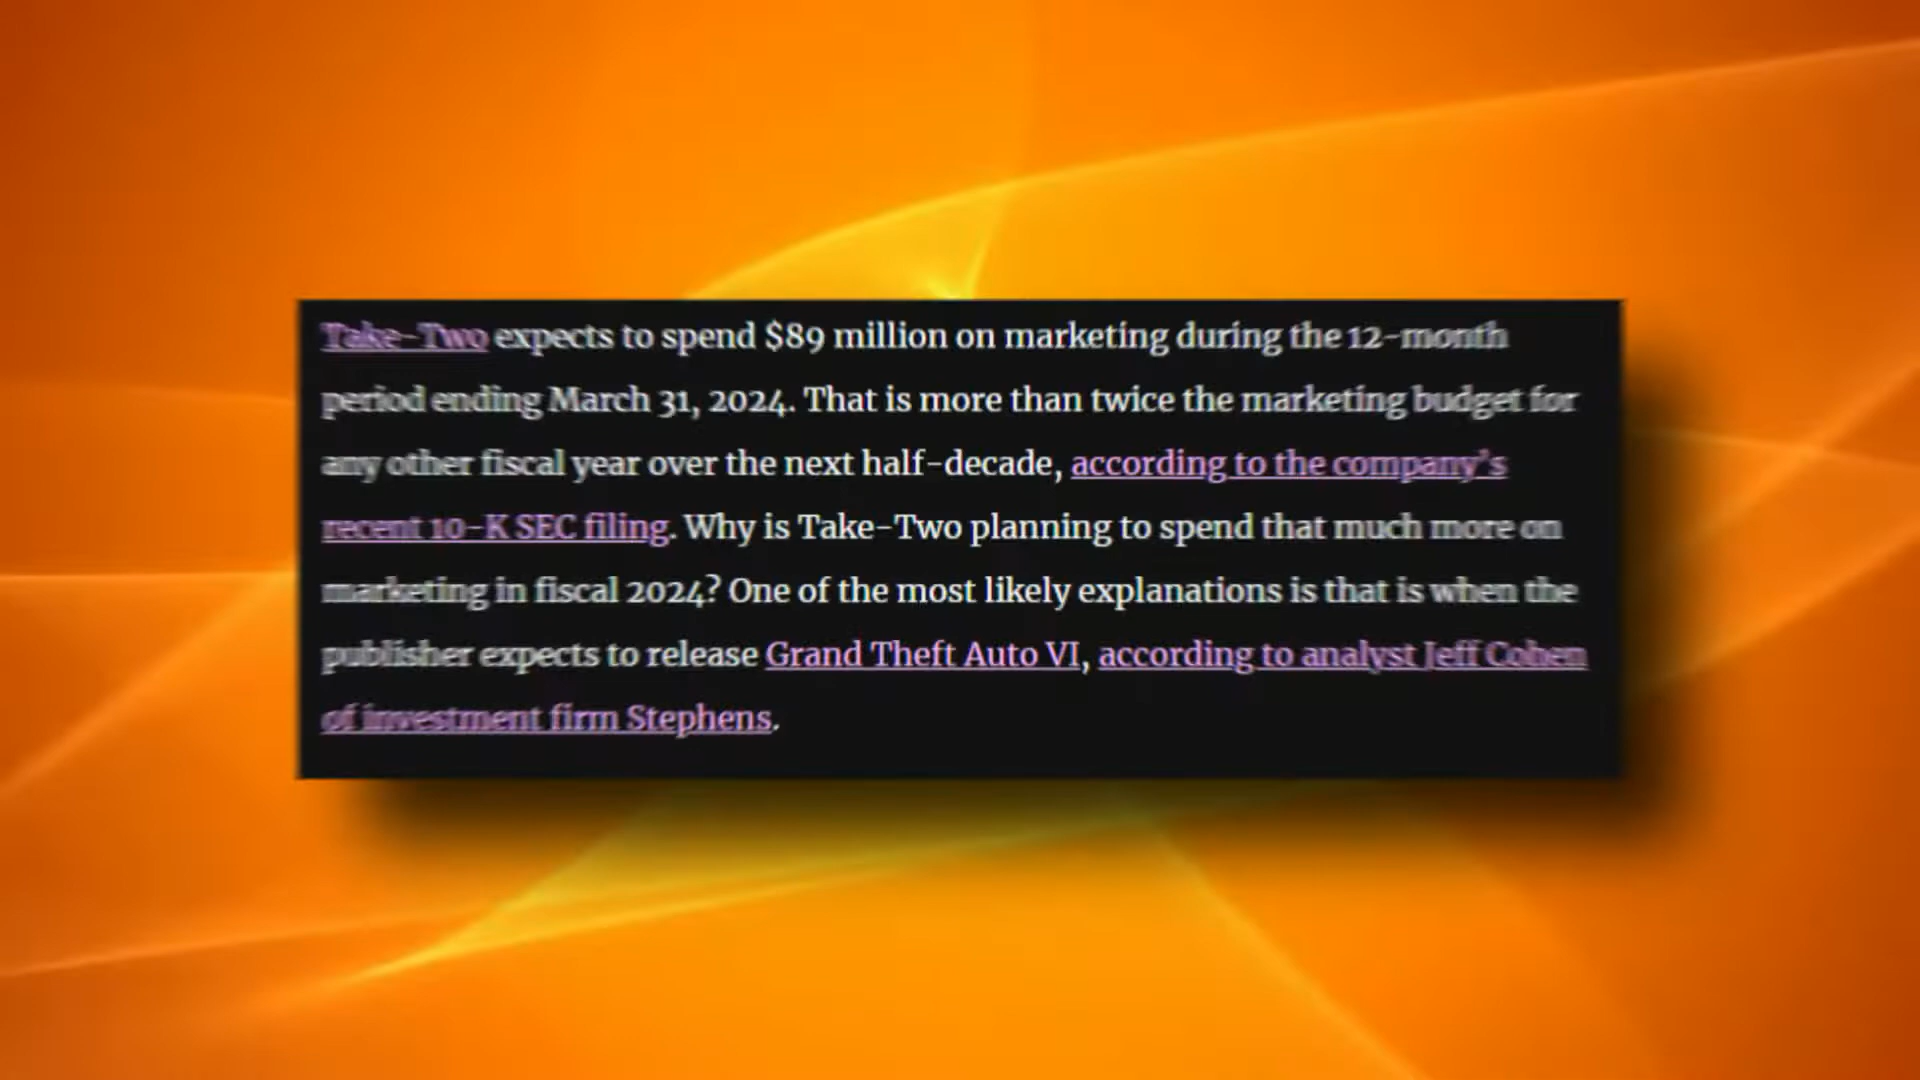 Take-Two expects to spend $89 million on marketing during the 12-month
period ending March 31, 2024. That is more than twice the marketing budget for
any other fiscal year over the next half-decade, according to the company's
recent 10-K SEC filing. Why is Take-Two planning to spend that much more on
marketing in fiscal 2024? One of the most likely explanations is that is when the
publisher expects to release Grand Theft Auto VI, according to analyst Jeff Cohen
of investment firm Stephens.